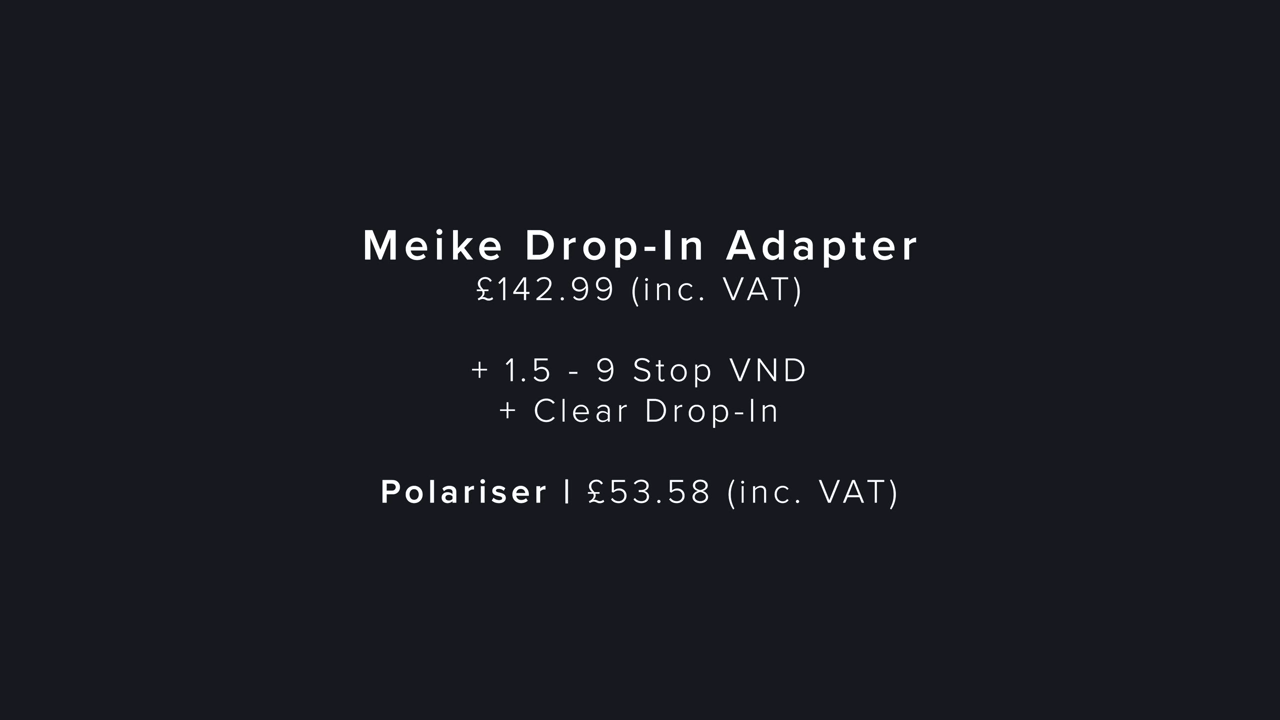 Meike Drop-In Adapter
£142.99 (inc. VAT)
+ 1.5 - 9 Stop VND
+ Clear Drop-In
Polariser | £53.58 (inc. VAT)